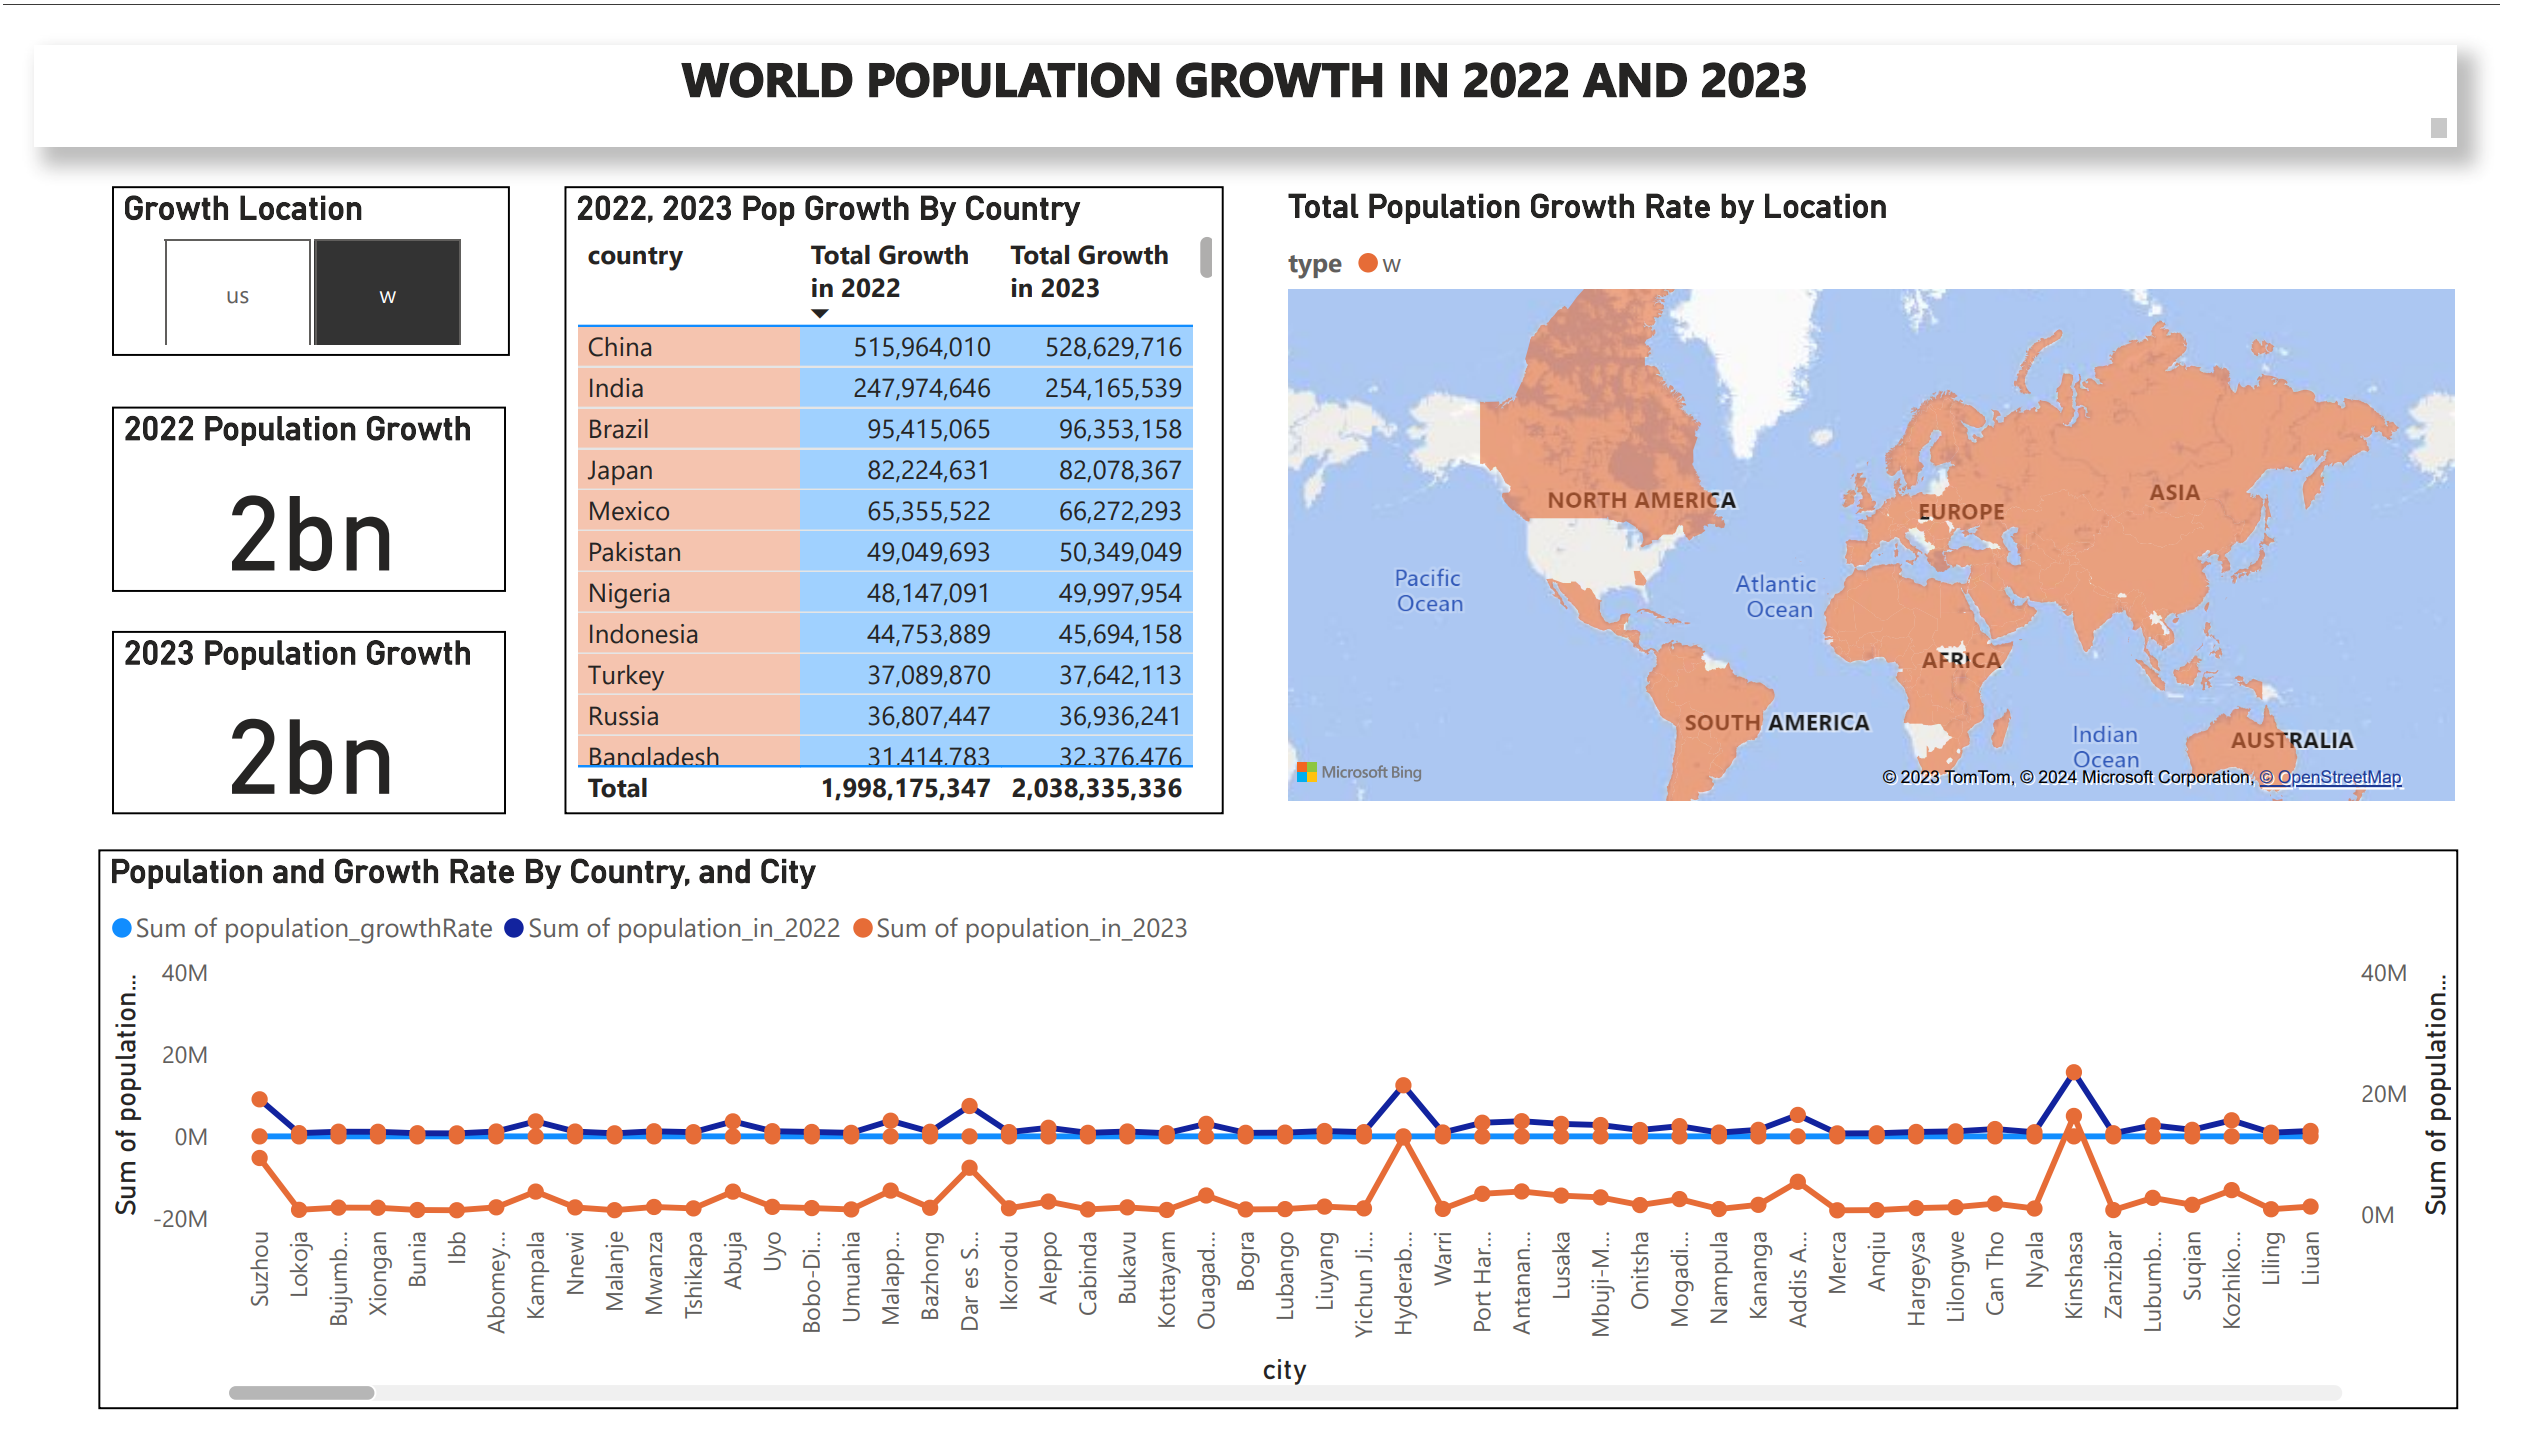 WORLD POPULATION GROWTH IN 2022 AND 2023
Growth Location
us
w
2022 Population Growth
2bn
2023 Population Growth
2bn
2022, 2023 Pop Growth By Country
country Total Growth in 2022 Total Growth in 2023
China 515,964,010 528,629,716
India 247,974,646 254,165,539
Brazil 95,415,065 96,353,158
Japan 82,224,631 82,078,367
Mexico 65,355,522 66,272,293
Pakistan 49,049,693 50,349,049
Nigeria 48,147,091 49,997,954
Indonesia 44,753,889 45,694,158
Turkey 37,089,870 37,642,113
Russia 36,807,447 36,936,241
Bangladesh 31,414,783 32,376,476
Total 1,998,175,347 2,038,335,336
Total Population Growth Rate by Location
type w
NORTH AMERICA
EUROPE
ASIA
Pacific
Ocean
Atlantic
Ocean
AFRICA
SOUTH AMERICA
Indian
Ocean
AUSTRALIA
Microsoft Bing
© 2023 TomTom, © 2024 Microsoft Corporation, © OpenStreetMap
Population and Growth Rate By Country, and City
Sum of population_growthRate Sum of population_in_2022 Sum of population_in_2023
Sum of population...
40M
20M
0M
-20M
40M
20M
0M
Sum of population...
Suzhou
Lokoja
Bujumb...
Xiongan
Bunia
Ibb
Abomey...
Kampala
Nnewi
Malanje
Mwanza
Tshikapa
Abuja
Uyo
Bobo-Di...
Umuahia
Malapp...
Bazhong
Dar es S...
Ikorodu
Aleppo
Cabinda
Bukavu
Kottayam
Ouagad...
Bogra
Lubango
Liuyang
Yichun Ji...
Hyderab...
Warri
Port Har...
Antanan...
Lusaka
Mbuji-M...
Onitsha
Mogadi...
Nampula
Kananga
Addis A...
Merca
Anqiu
Hargeysa
Lilongwe
Can Tho
Nyala
Kinshasa
Zanzibar
Lubumb...
Suqian
Kozhiko...
Liling
Liuan
city